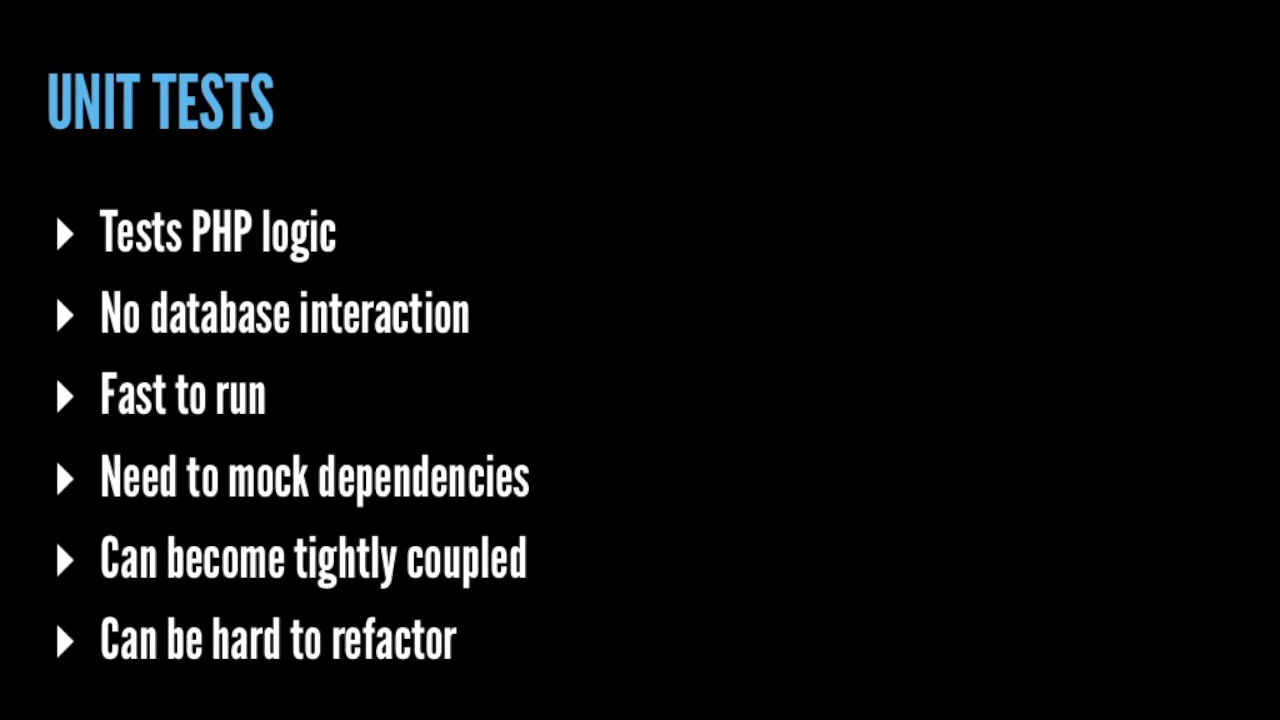 UNIT TESTS
Tests PHP logic
No database interaction
Fast to run
Need to mock dependencies
Can become tightly coupled
Can be hard to refactor